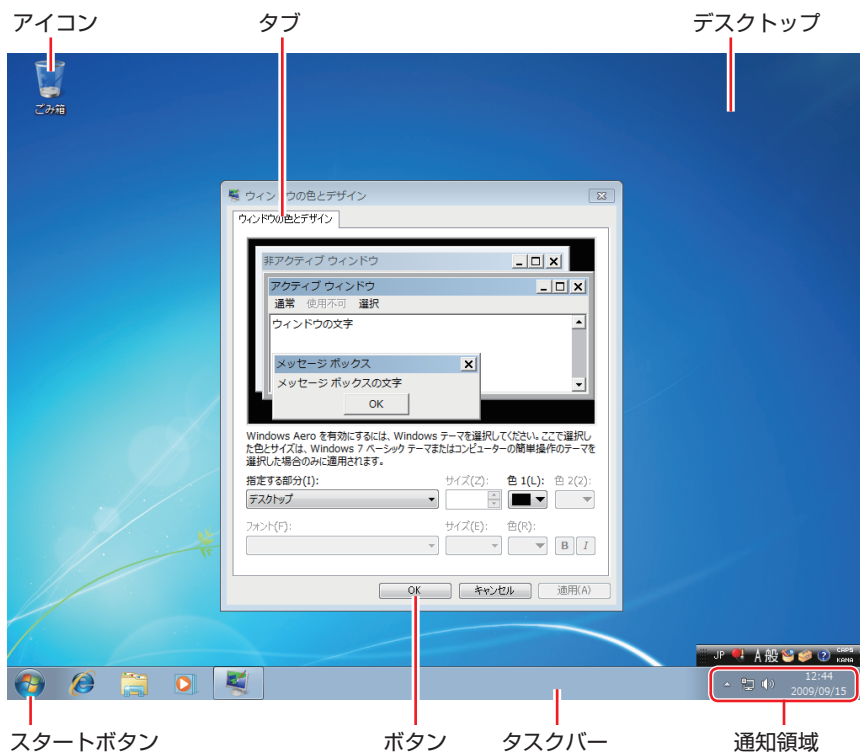 アイコン
タブ
デスクトップ
ごみ箱
ウィン ウの色とデザイン
ウィンドウの色とデザイン
非アクティブ ウィンドウ
アクティブ ウィンドウ
通常 使用不可 選択
ウィンドウの文字
メッセージ ボックス
メッセージ ボックスの文字
OK
Windows Aero を有効にするには、Windows テーマを選択してください。ここで選択し
た色とサイズは、Windows 7 ベーシック テーマまたはコンピューターの簡単操作のテーマを
選択した場合のみに適用されます。
指定する部分(I): サイズ(Z): 色 1(L): 色 2(2):
デスクトップ
フォント(F): サイズ(E): 色(R):
B I
OK キャンセル 適用(A)
JP A 般 CAPS
KANA
12:44
2009/09/15
スタートボタン
ボタン
タスクバー
通知領域